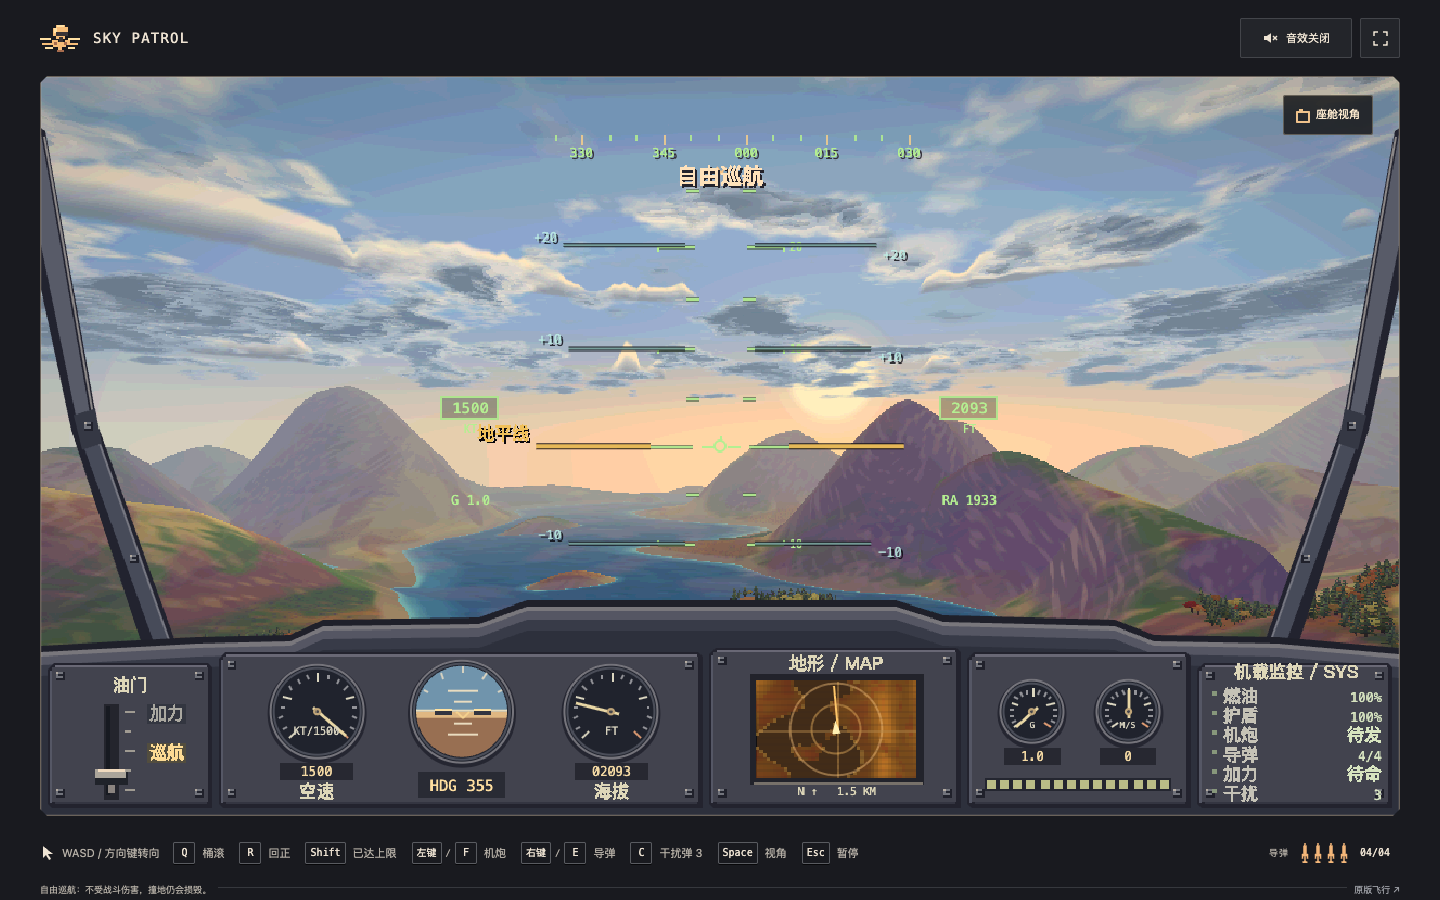 SKY PATROL
音效关闭
座舱视角
330 345 000 015 030
自由巡航
+20 +20
+10 +10
1500 2093
FT
地平线
G 1.0 RA 1933
-10 10 -10
油门
加力
巡航
KT/1500
1500
空速
HDG 355
FT
02093
海拔
地形 / MAP
N ↑ 1.5 KM
G
1.0
M/S
0
机载监控 / SYS
燃油 100%
护盾 100%
机炮 待发
导弹 4/4
加力 待命
干扰 3
WASD / 方向键转向 Q 桶滚 R 回正 Shift 已达上限 左键 / F 机炮 右键 / E 导弹 C 干扰弹 3 Space 视角 Esc 暂停
导弹 04/04
自由巡航：不受战斗伤害，撞地仍会损毁。
原版飞行 ↗